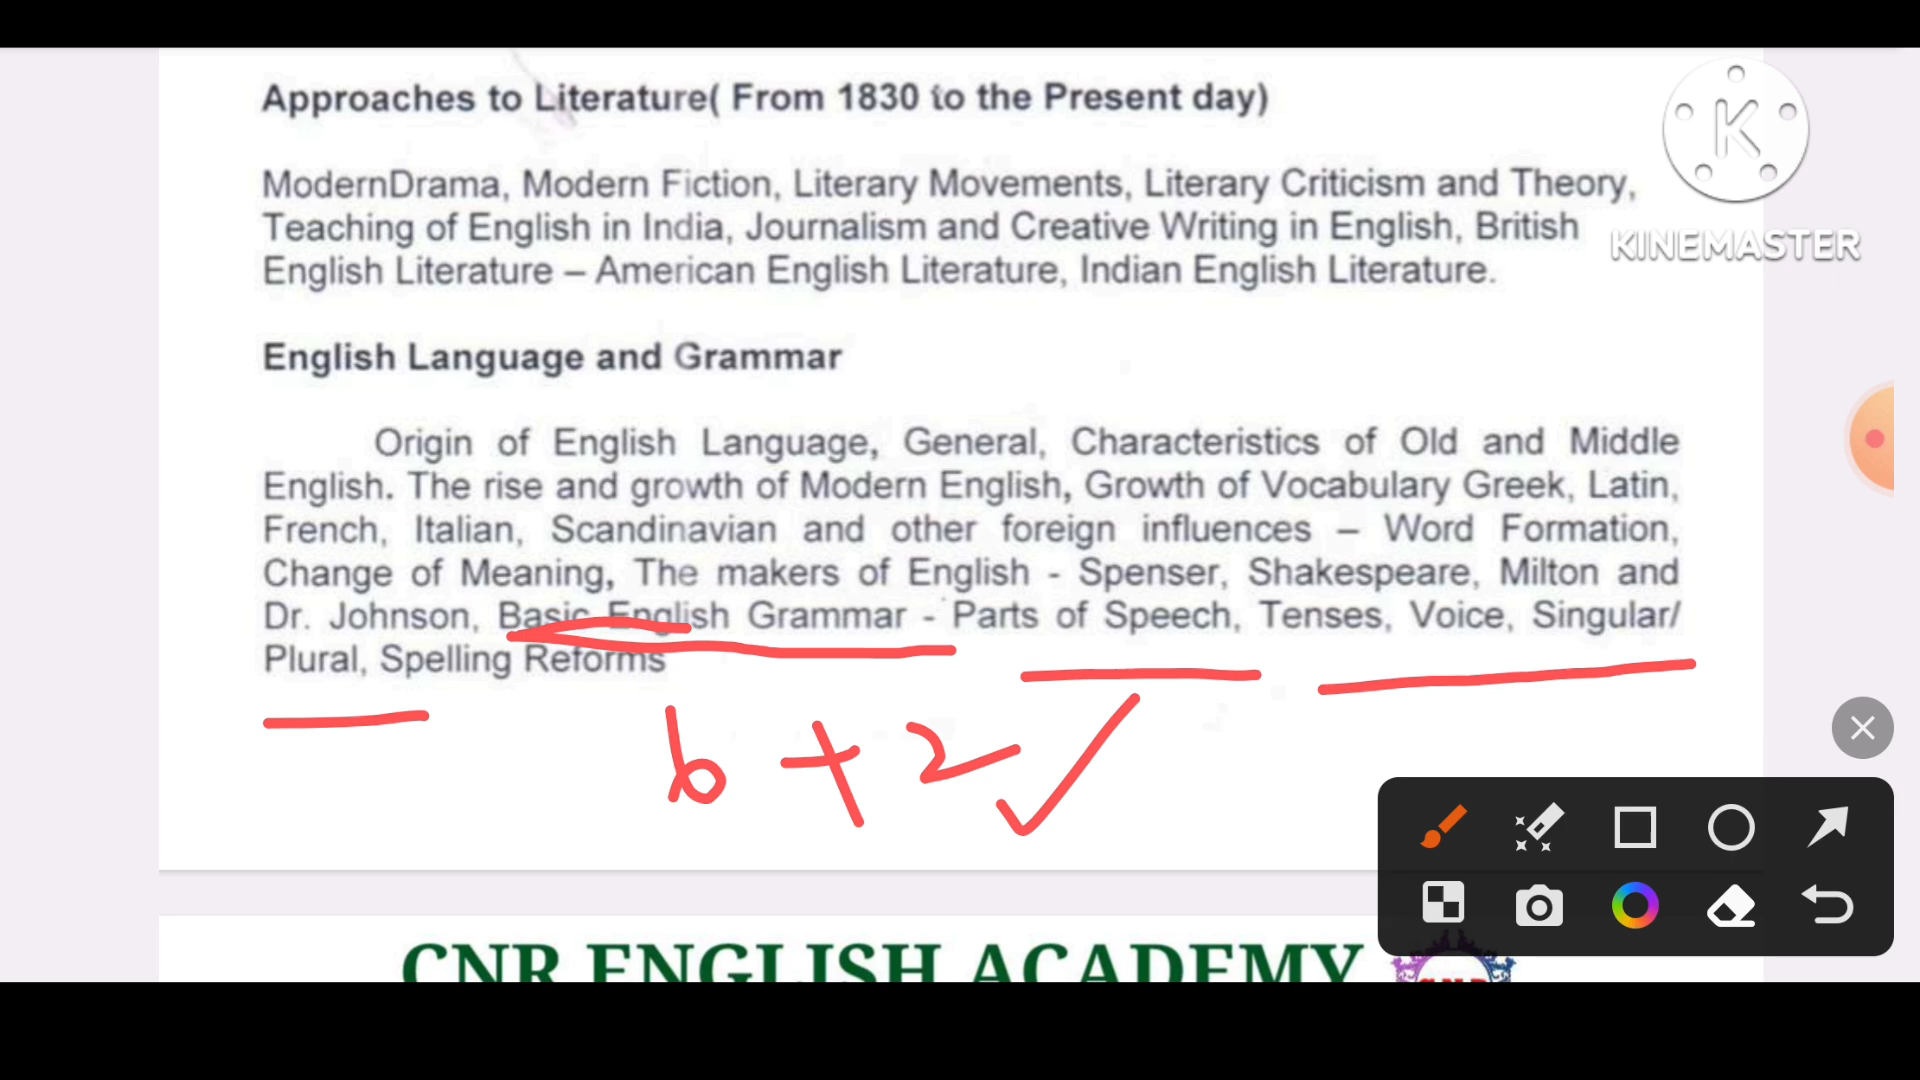 Approaches to Literature( From 1830 to the Present day)
ModernDrama, Modern Fiction, Literary Movements, Literary Criticism and Theory,
Teaching of English in India, Journalism and Creative Writing in English, British
English Literature – American English Literature, Indian English Literature.
KINEMASTER
English Language and Grammar
Origin of English Language, General, Characteristics of Old and Middle
English. The rise and growth of Modern English, Growth of Vocabulary Greek, Latin,
French, Italian, Scandinavian and other foreign influences – Word Formation,
Change of Meaning, The makers of English - Spenser, Shakespeare, Milton and
Dr. Johnson, Basic English Grammar - Parts of Speech, Tenses, Voice, Singular/
Plural, Spelling Reforms
6 + 2
CNR ENGLISH ACADEMY